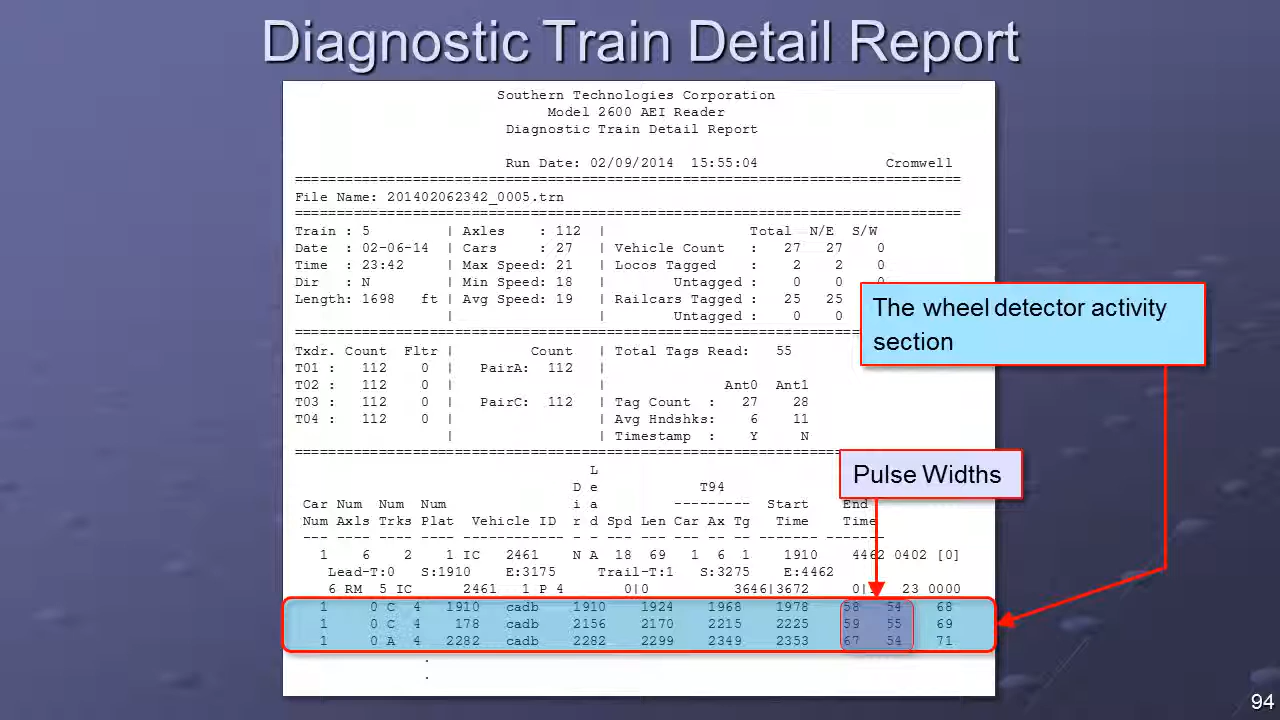 Diagnostic Train Detail Report
Southern Technologies Corporation
Model 2600 AEI Reader
Diagnostic Train Detail Report
Run Date: 02/09/2014 15:55:04 Cromwell
===============================================================================
File Name: 201402062342_0005.trn
===============================================================================
Train : 5 | Axles : 112 | Total N/E S/W
Date : 02-06-14 | Cars : 27 | Vehicle Count : 27 27 0
Time : 23:42 | Max Speed: 21 | Locos Tagged : 2 2 0
Dir : N | Min Speed: 18 | Untagged : 0 0
Length: 1698 ft | Avg Speed: 19 | Railcars Tagged : 25 25
| | Untagged : 0 0
The wheel detector activity
section
===============================================================================
Txdr. Count Fltr | Count | Total Tags Read: 55
T01 : 112 0 | PairA: 112 |
T02 : 112 0 | | Ant0 Ant1
T03 : 112 0 | PairC: 112 | Tag Count : 27 28
T04 : 112 0 | | Avg Hndshks: 6 11
| | Timestamp : Y N
===============================================================================
Pulse Widths
L
D e T94
Car Num Num Num i a --------- Start End
Num Axls Trks Plat Vehicle ID r d Spd Len Car Ax Tg Time Time
--- ---- ---- ---- ------------ - - --- --- --- -- -- ------- -------
1 6 2 1 IC 2461 N A 18 69 1 6 1 1910 4462 0402 [0]
Lead-T:0 S:1910 E:3175 Trail-T:1 S:3275 E:4462
6 RM 5 IC 2461 1 P 4 0|0 3646|3672 0| 23 0000
1 0 C 4 1910 cadb 1910 1924 1968 1978 58 54 68
1 0 C 4 178 cadb 2156 2170 2215 2225 59 55 69
1 0 A 4 2282 cadb 2282 2299 2349 2353 67 54 71
.
.
94